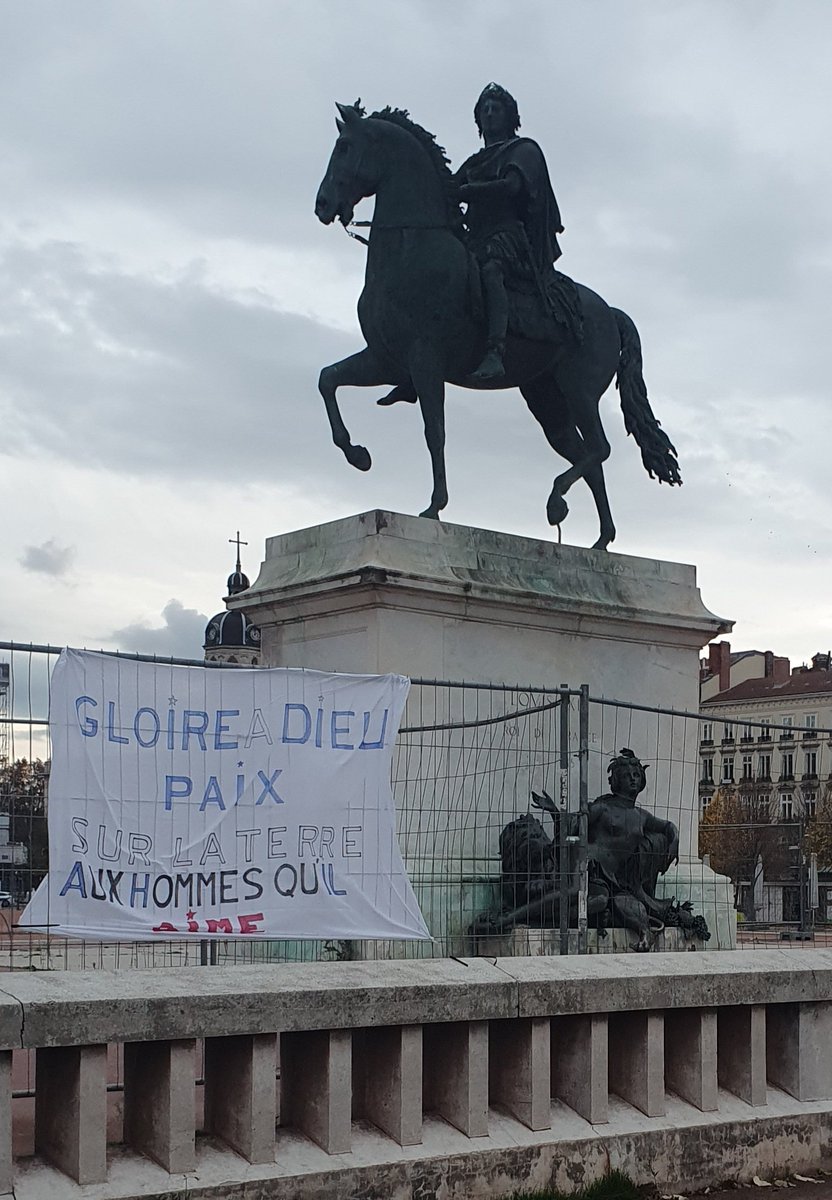 GLOIRE A DIEU
PAIX
SUR LA TERRE
AUX HOMMES QU'IL
AIME